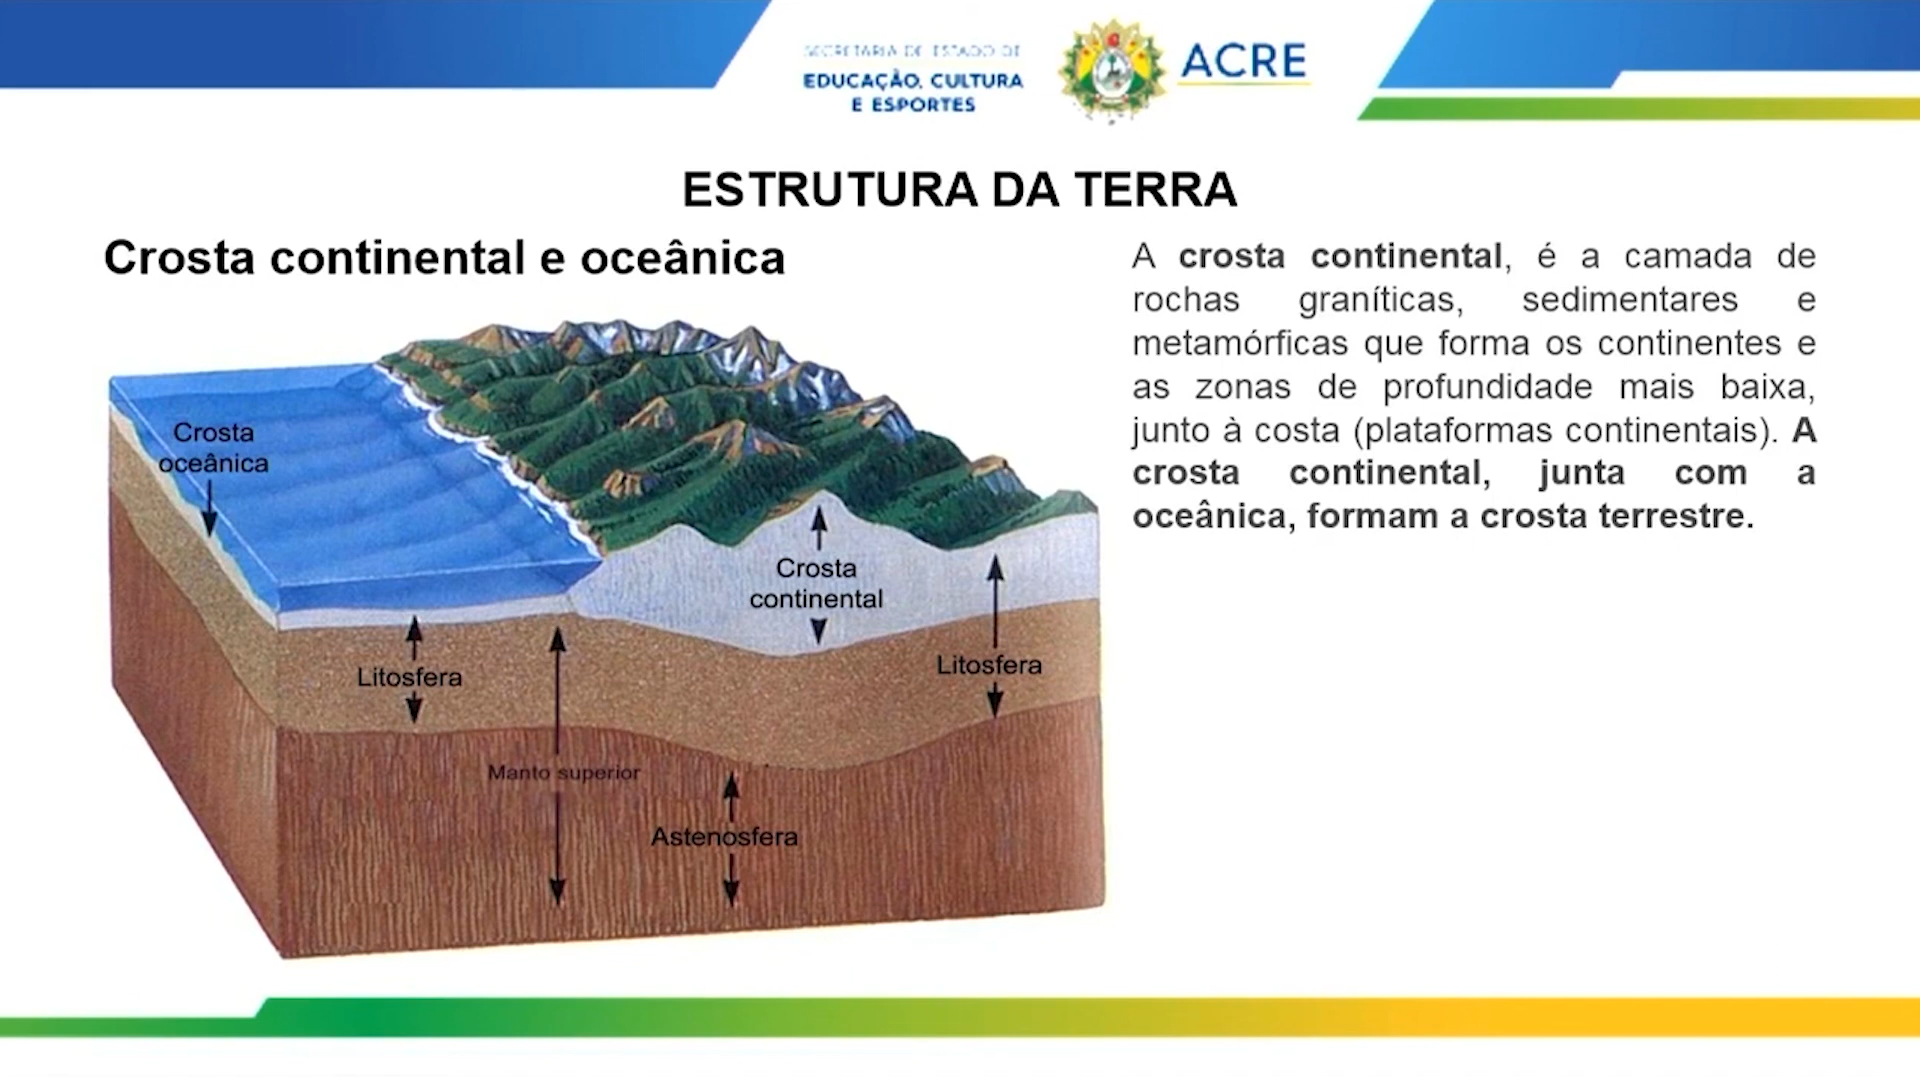 SECRETARIA DE ESTADO DE
EDUCAÇÃO, CULTURA
E ESPORTES
ACRE
ESTRUTURA DA TERRA
Crosta continental e oceânica
A crosta continental, é a camada de
rochas graníticas, sedimentares e
metamórficas que forma os continentes e
as zonas de profundidade mais baixa,
junto à costa (plataformas continentais). A
crosta continental, junta com a
oceânica, formam a crosta terrestre.
Crosta
oceânica
Crosta
continental
Litosfera
Litosfera
Manto superior
Astenosfera